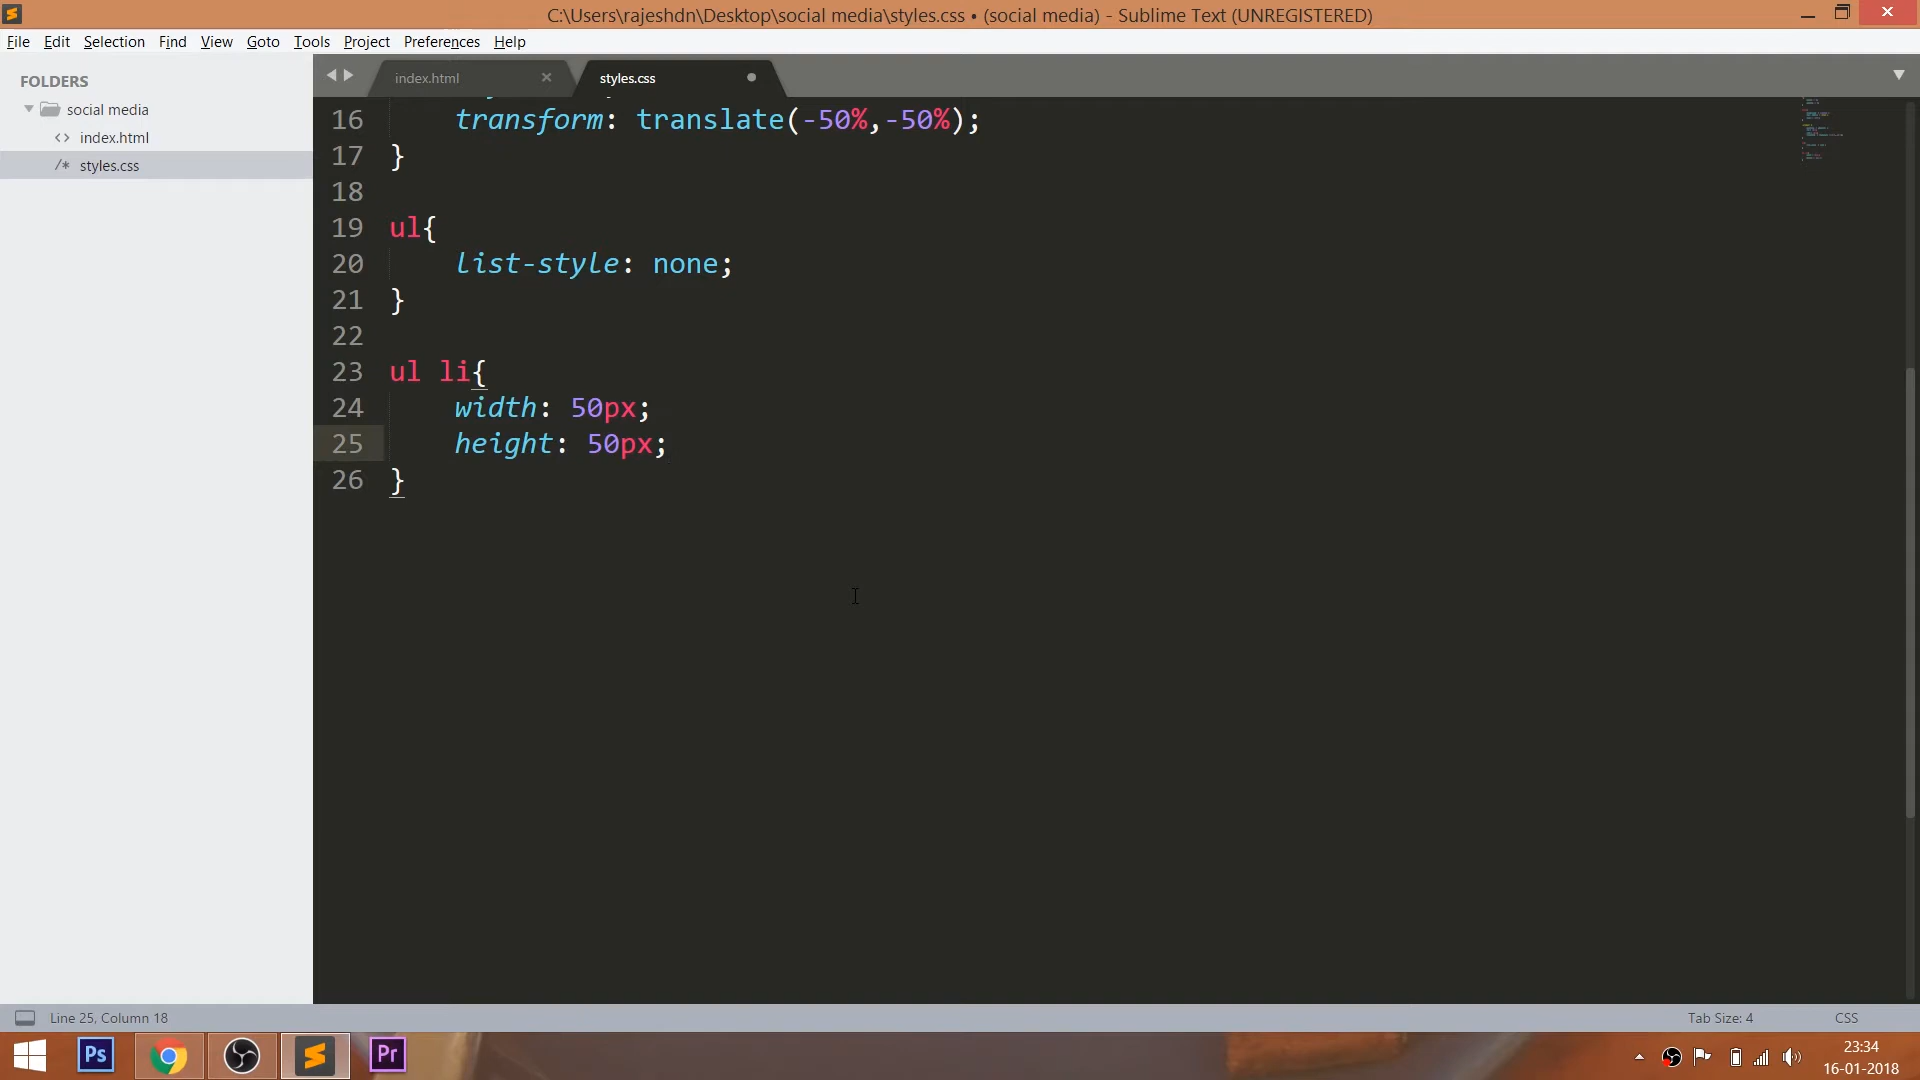 C:\Users\rajeshdn\Desktop\social media\styles.css • (social media) - Sublime Text (UNREGISTERED)
File Edit Selection Find View Goto Tools Project Preferences Help
FOLDERS
social media
<> index.html
/* styles.css
index.html × styles.css
16 transform: translate(-50%,-50%);
17 }
18
19 ul{
20 list-style: none;
21 }
22
23 ul li{
24 width: 50px;
25 height: 50px;
26 }
Line 25, Column 18 Tab Size: 4 CSS
Ps Pr
23:34
16-01-2018